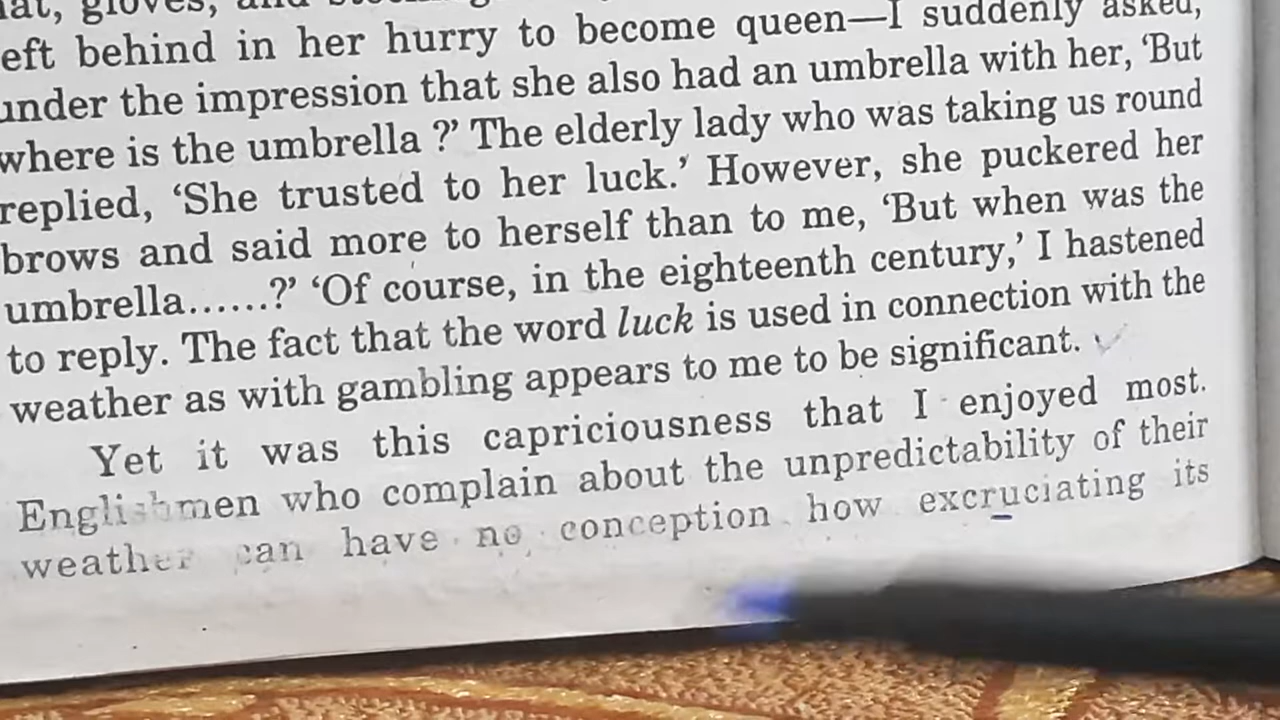 gloves, and
eft behind in her hurry to become queen—I suddenly asked,
under the impression that she also had an umbrella with her, ‘But
where is the umbrella ?’ The elderly lady who was taking us round
replied, ‘She trusted to her luck.’ However, she puckered her
brows and said more to herself than to me, ‘But when was the
umbrella......?’ ‘Of course, in the eighteenth century,’ I hastened
to reply. The fact that the word luck is used in connection with the
weather as with gambling appears to me to be significant.
Yet it was this capriciousness that I enjoyed most.
Englishmen who complain about the unpredictability of their
weather can have no conception how excruciating its